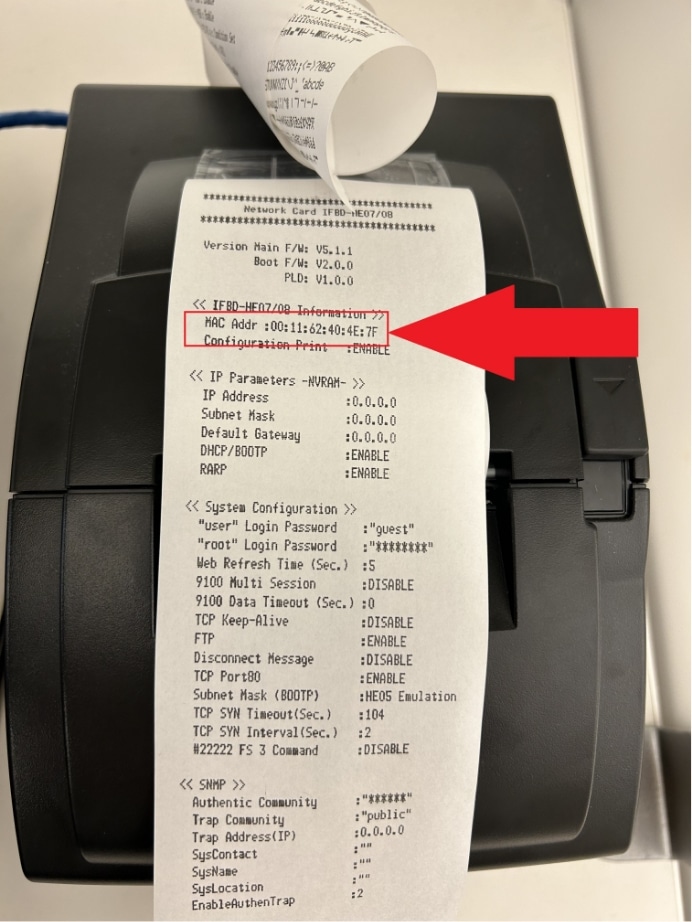 0123456789:;(=)?@AB
\]^_`abcde
****************************************
Network Card IFBD-HE07/08
****************************************
Version Main F/W: V5.1.1
Boot F/W: V2.0.0
PLD: V1.0.0
<< IFBD-HE07/08 Information >>
MAC Addr :00:11:62:40:4E:7F
Configuration Print :ENABLE
<< IP Parameters -NVRAM- >>
IP Address :0.0.0.0
Subnet Mask :0.0.0.0
Default Gateway :0.0.0.0
DHCP/BOOTP :ENABLE
RARP :ENABLE
<< System Configuration >>
"user" Login Password :"guest"
"root" Login Password :"********"
Web Refresh Time (Sec.) :5
9100 Multi Session :DISABLE
9100 Data Timeout (Sec.) :0
TCP Keep-Alive :DISABLE
FTP :ENABLE
Disconnect Message :DISABLE
TCP Port80 :ENABLE
Subnet Mask (BOOTP) :HE05 Emulation
TCP SYN Timeout(Sec.) :104
TCP SYN Interval(Sec.) :2
#22222 FS 3 Command :DISABLE
<< SNMP >>
Authentic Community :"******"
Trap Community :"public"
Trap Address(IP) :0.0.0.0
SysContact :""
SysName :""
SysLocation :""
EnableAuthenTrap :2